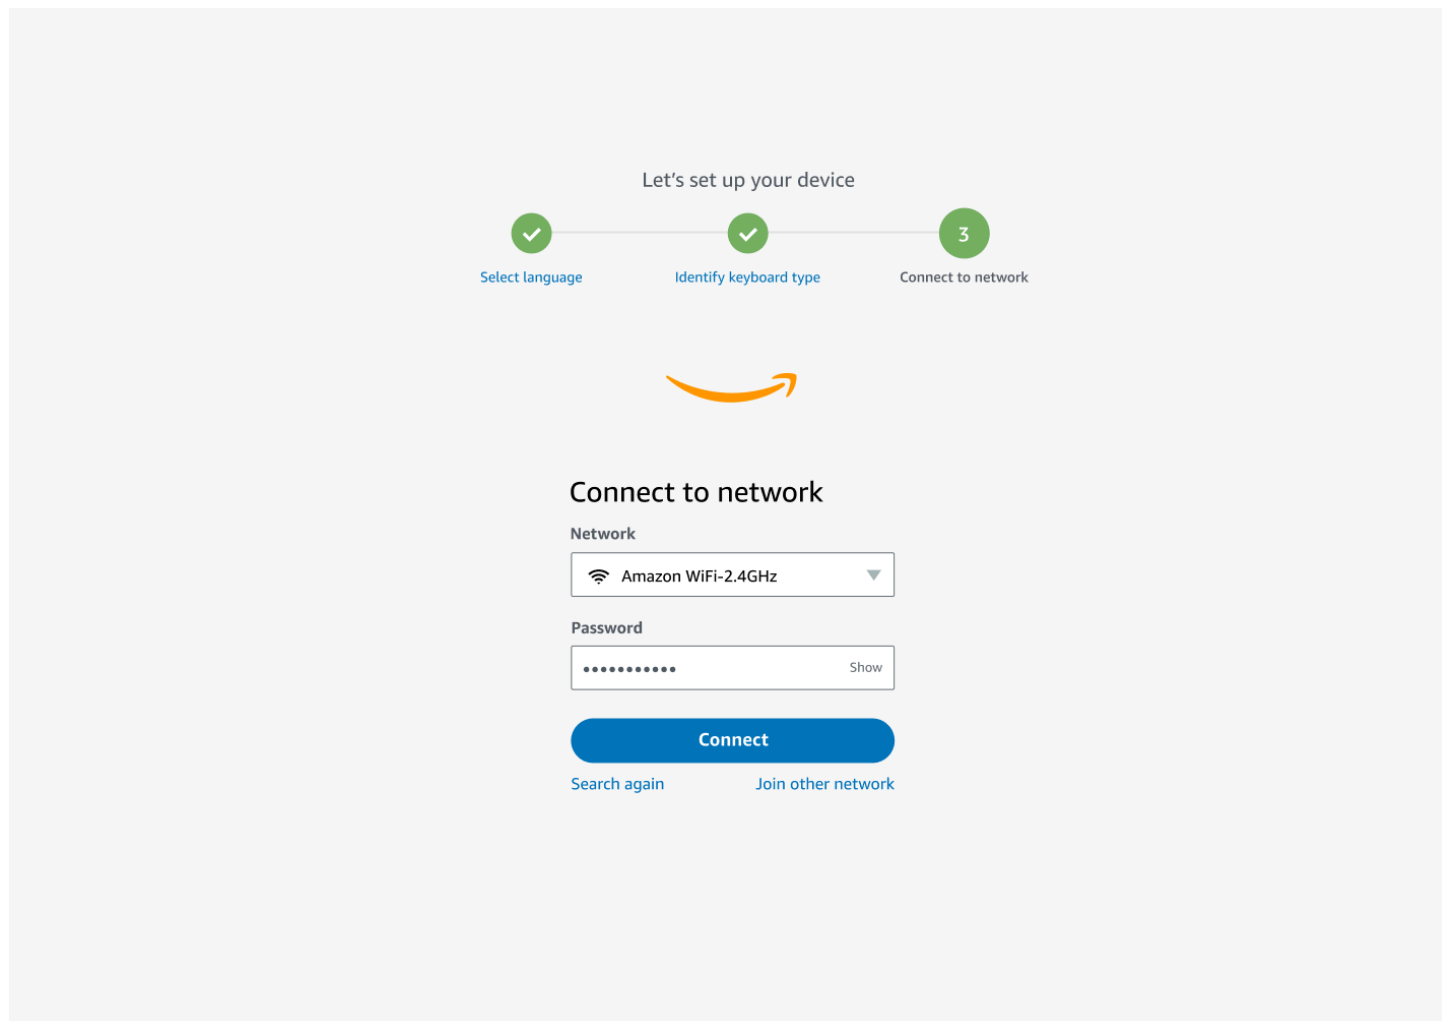 Let's set up your device
3
Select language
Identify keyboard type
Connect to network
Connect to network
Network
Amazon WiFi-2.4GHz
Password
•••••••••••
Show
Connect
Search again
Join other network